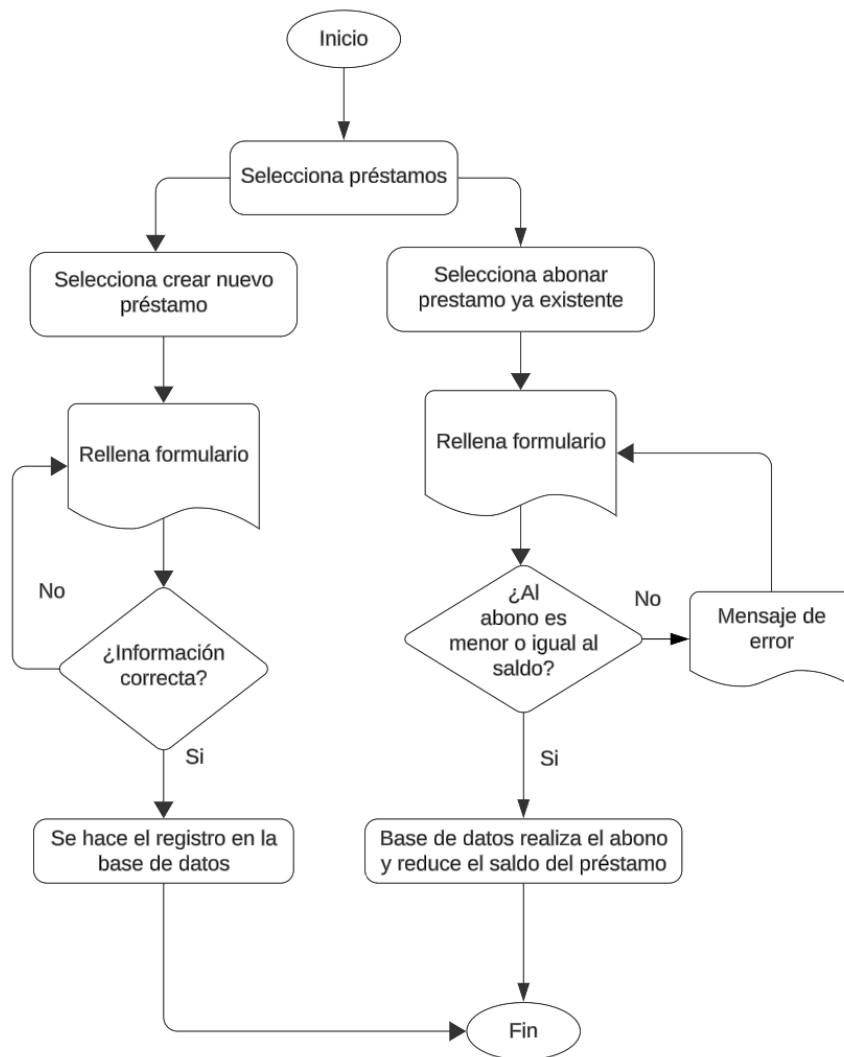 Inicio
Selecciona préstamos
Selecciona crear nuevo
préstamo
Selecciona abonar
prestamo ya existente
Rellena formulario
Rellena formulario
No
¿Información
correcta?
¿Al
abono es
menor o igual al
saldo?
No
Mensaje de
error
Si
Si
Se hace el registro en la
base de datos
Base de datos realiza el abono
y reduce el saldo del préstamo
Fin